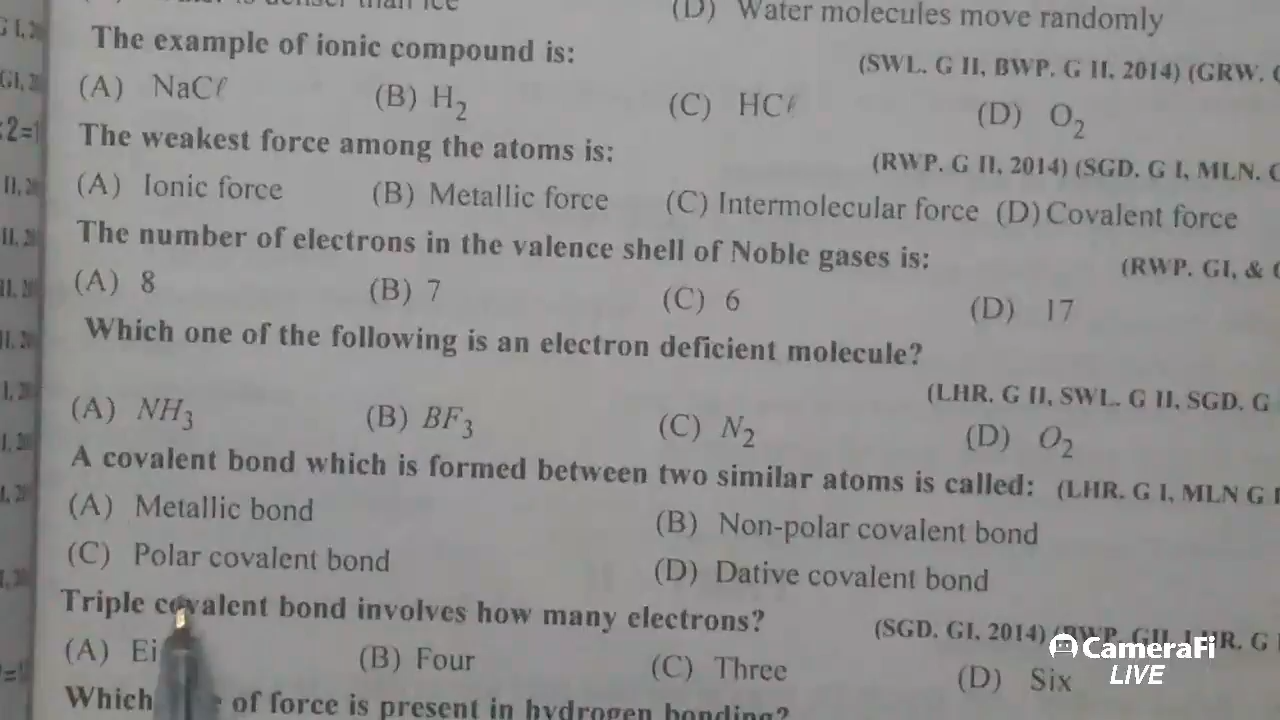 (D) Water molecules move randomly
The example of ionic compound is:
(SWL. G II, BWP. G II, 2014) (GRW.
(A) NaCℓ (B) H₂ (C) HCℓ (D) O₂
The weakest force among the atoms is:
(RWP. G II, 2014) (SGD. G I, MLN.
(A) Ionic force (B) Metallic force (C) Intermolecular force (D) Covalent force
The number of electrons in the valence shell of Noble gases is:
(RWP. GI, &
(A) 8 (B) 7 (C) 6 (D) 17
Which one of the following is an electron deficient molecule?
(LHR. G II, SWL. G II, SGD. G
(A) NH₃ (B) BF₃ (C) N₂ (D) O₂
A covalent bond which is formed between two similar atoms is called: (LHR. G I, MLN G
(A) Metallic bond (B) Non-polar covalent bond
(C) Polar covalent bond (D) Dative covalent bond
Triple covalent bond involves how many electrons?
(SGD. GI, 2014)
(A) Ei (B) Four (C) Three (D) Six
Which of force is present in hydrogen bonding?
CameraFi
LIVE